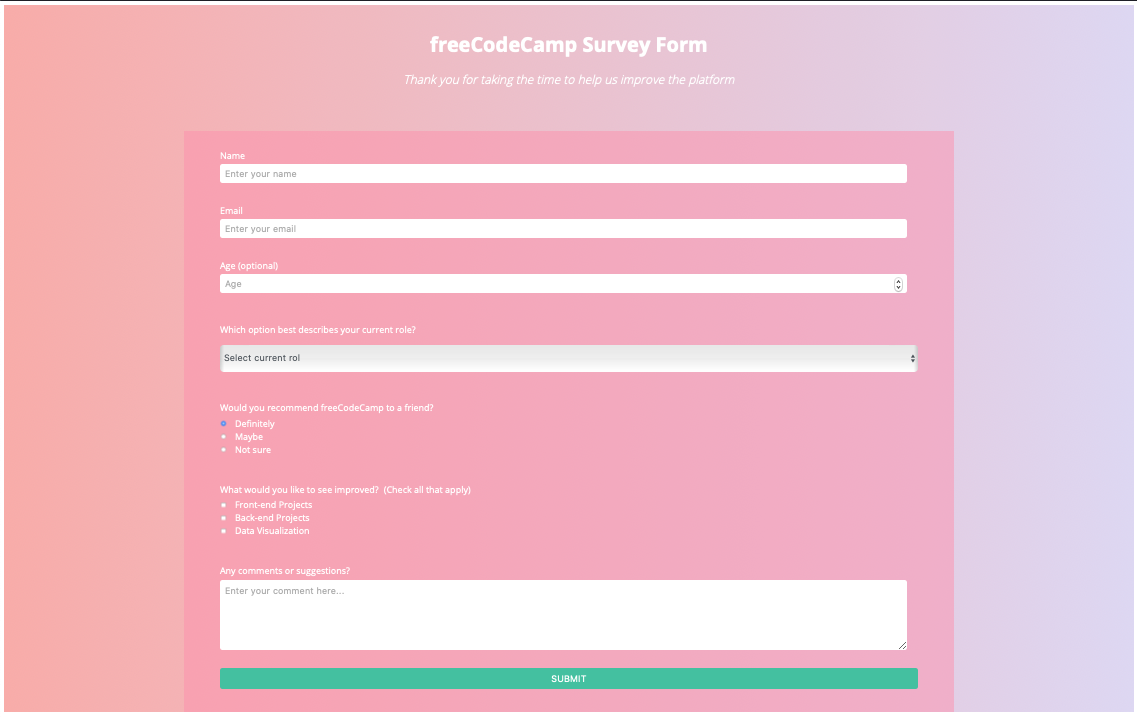 freeCodeCamp Survey Form
Thank you for taking the time to help us improve the platform
Name
Enter your name
Email
Enter your email
Age (optional)
Age
Which option best describes your current role?
Select current rol
Would you recommend freeCodeCamp to a friend?
Definitely
Maybe
Not sure
What would you like to see improved? (Check all that apply)
Front-end Projects
Back-end Projects
Data Visualization
Any comments or suggestions?
Enter your comment here...
SUBMIT